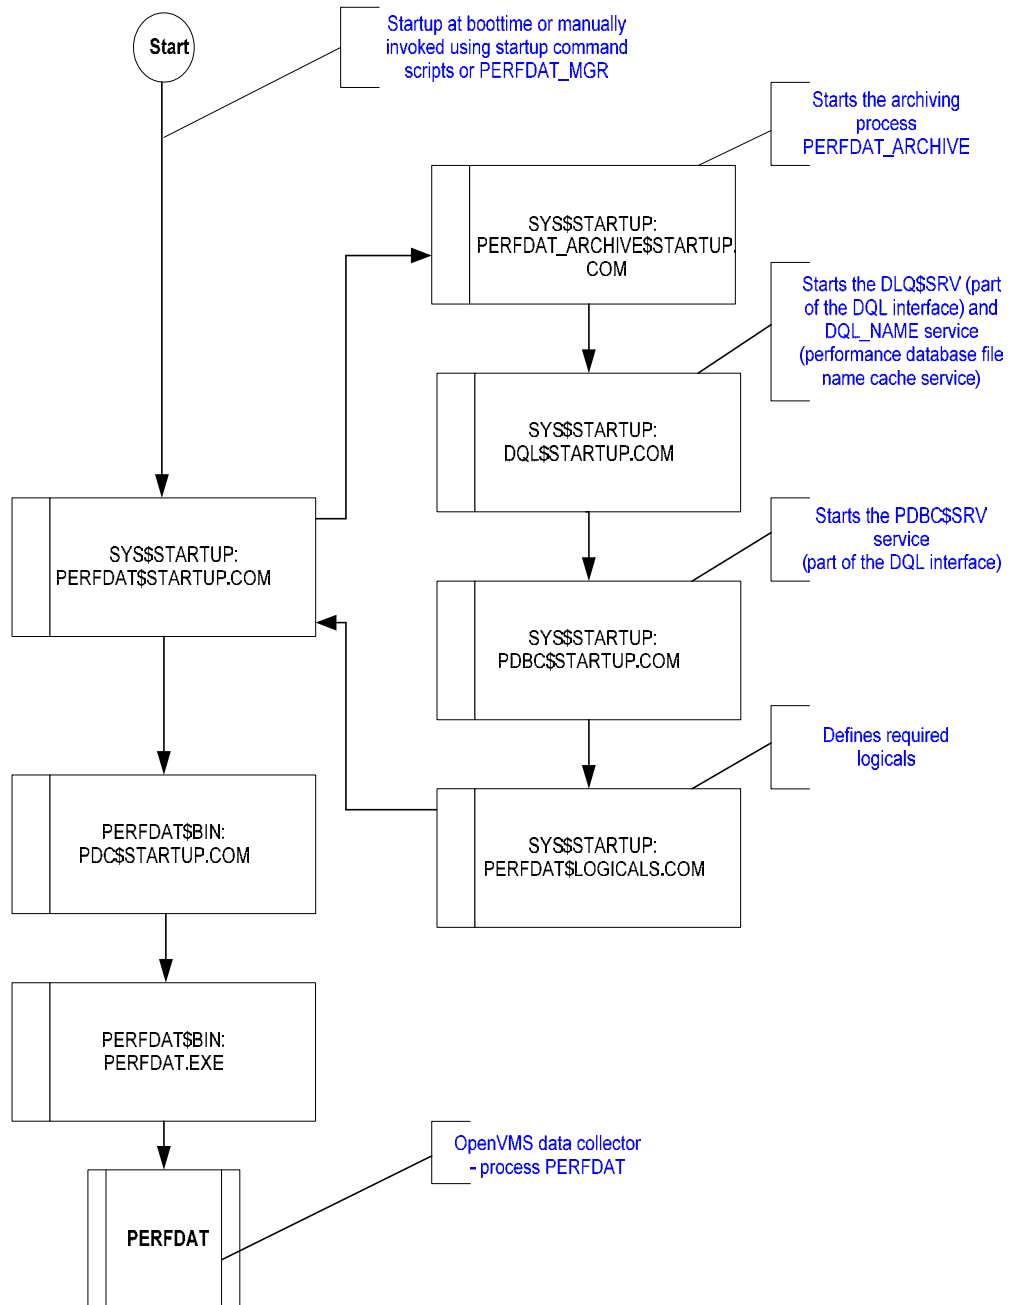 Start
Startup at boottime or manually
invoked using startup command
scripts or PERFDAT_MGR
Starts the archiving
process
PERFDAT_ARCHIVE
SYS$STARTUP:
PERFDAT_ARCHIVE$STARTUP.
COM
Starts the DLQ$SRV (part
of the DQL interface) and
DQL_NAME service
(performance database file
name cache service)
SYS$STARTUP:
DQL$STARTUP.COM
SYS$STARTUP:
PERFDAT$STARTUP.COM
Starts the PDBC$SRV
service
(part of the DQL interface)
SYS$STARTUP:
PDBC$STARTUP.COM
Defines required
logicals
PERFDAT$BIN:
PDC$STARTUP.COM
SYS$STARTUP:
PERFDAT$LOGICALS.COM
PERFDAT$BIN:
PERFDAT.EXE
OpenVMS data collector
- process PERFDAT
PERFDAT